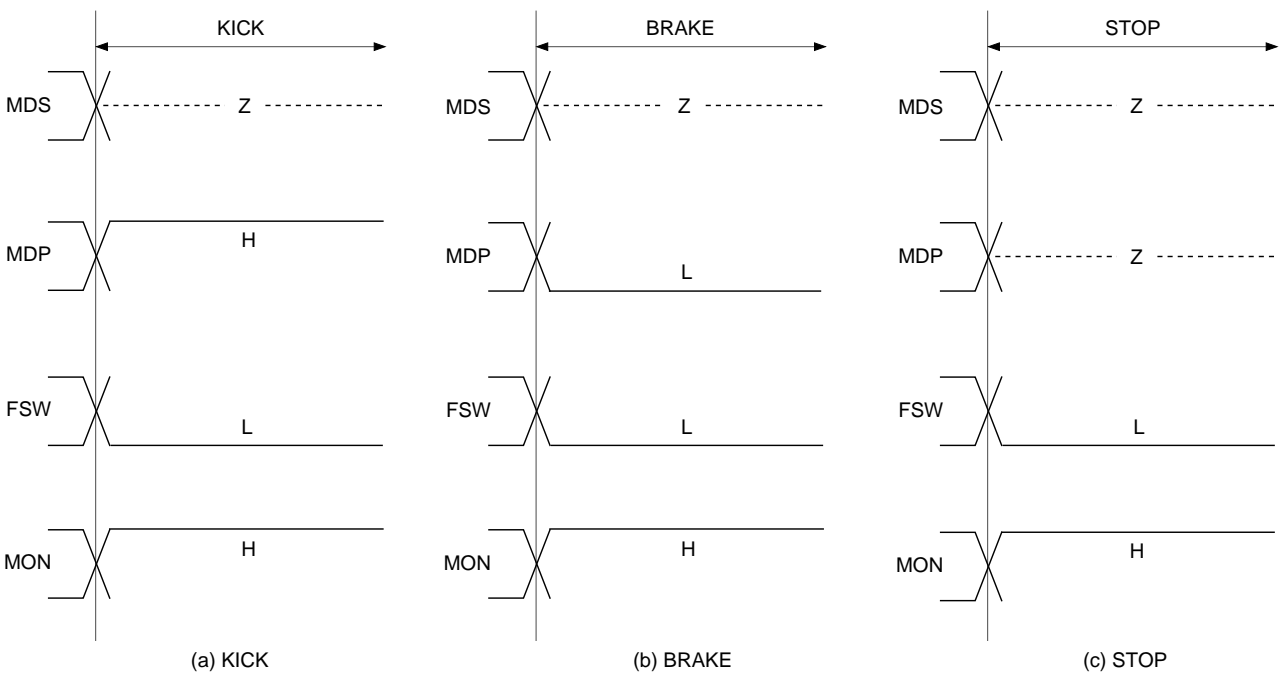 KICK
MDS
Z
MDP
H
FSW
L
MON
H
(a) KICK
BRAKE
MDS
Z
MDP
L
FSW
L
MON
H
(b) BRAKE
STOP
MDS
Z
MDP
Z
FSW
L
MON
H
(c) STOP